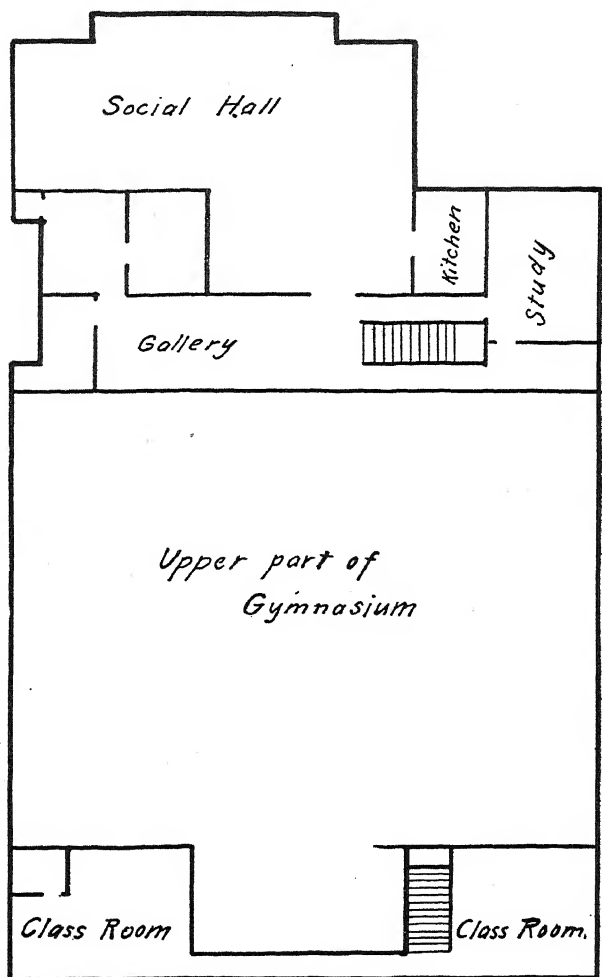 Social Hall
Kitchen
Study
Gallery
Upper part of
Gymnasium
Class Room
Class Room.